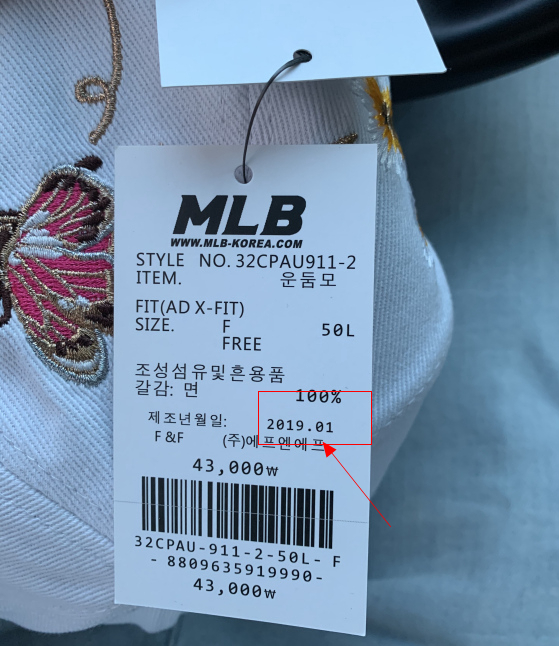 MLB
WWW.MLB-KOREA.COM
STYLE NO. 32CPAU911-2
ITEM. 운둠모
FIT(AD X-FIT)
SIZE. F 50L
FREE
조성섬유및흔용품
갈감: 면
100%
제조년월일: 2019.01
F&F (주)에프엔에프
43,000₩
32CPAU-911-2-50L- F
- 8809635919990-
43,000₩